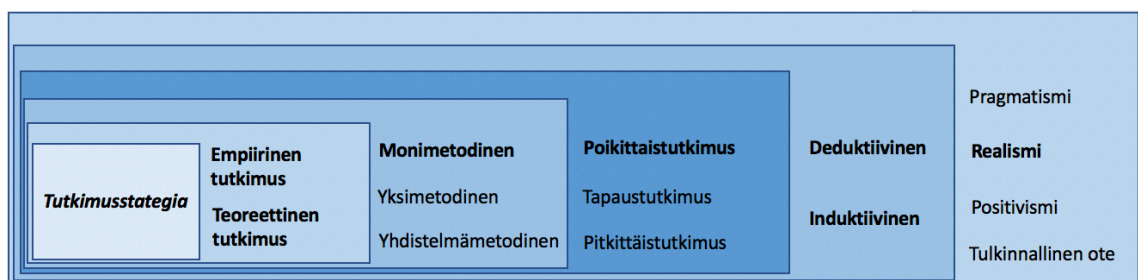 Tutkimusstategia
Empiirinen
tutkimus
Teoreettinen
tutkimus
Monimetodinen
Yksimetodinen
Yhdistelmämetodinen
Poikittaistutkimus
Tapaustutkimus
Pitkittäistutkimus
Deduktiivinen
Induktiivinen
Pragmatismi
Realismi
Positivismi
Tulkinnallinen ote